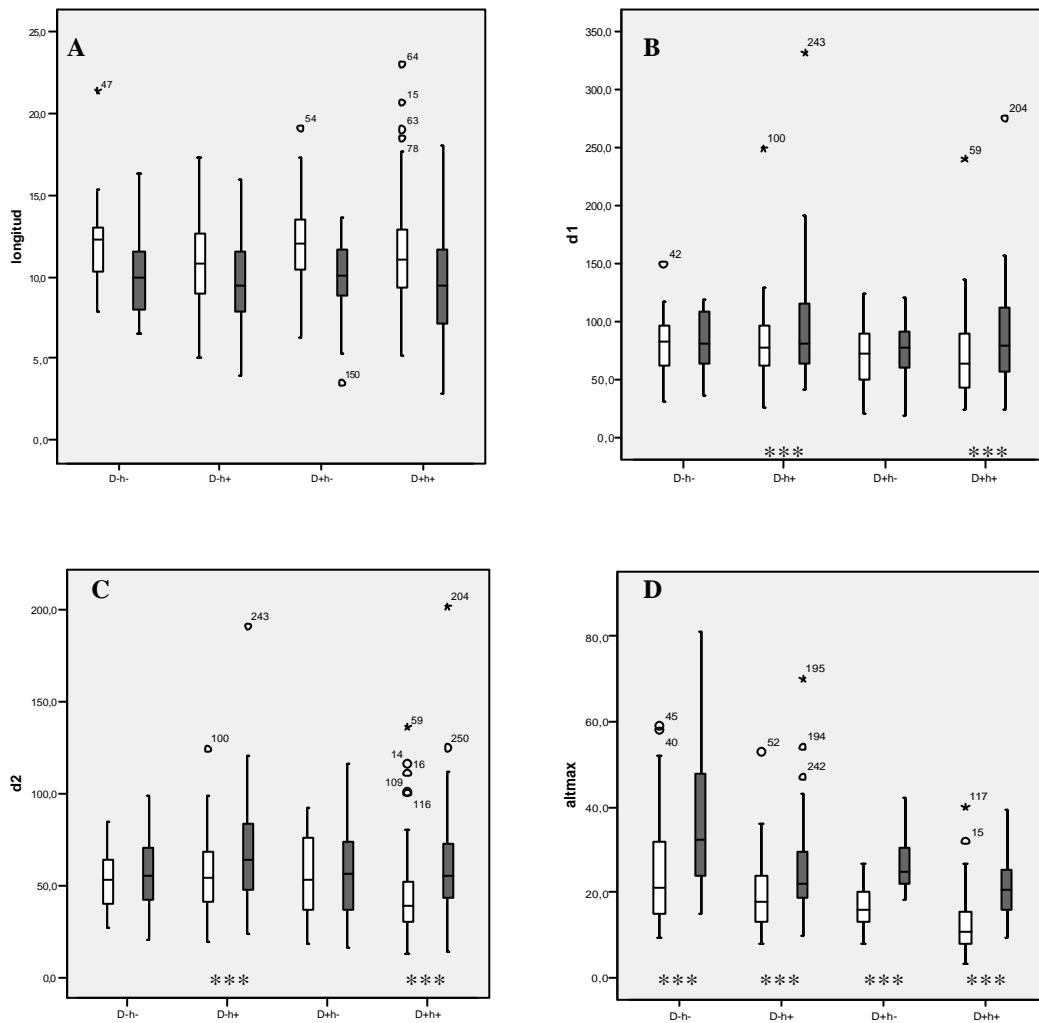 A
25,0
20,0
15,0
10,0
5,0
0,0
longitud
47
54
150
64
15
63
78
D-h-
D-h+
D+h-
D+h+
B
350,0
300,0
250,0
200,0
150,0
100,0
50,0
0,0
d1
42
100
243
59
204
*** ***
D-h-
D-h+
D+h-
D+h+
C
200,0
150,0
100,0
50,0
0,0
d2
100
243
59
14
16
109
116
204
250
*** ***
D-h-
D-h+
D+h-
D+h+
D
80,0
60,0
40,0
20,0
0,0
altmax
45
40
52
195
194
242
117
15
*** *** *** ***
D-h-
D-h+
D+h-
D+h+